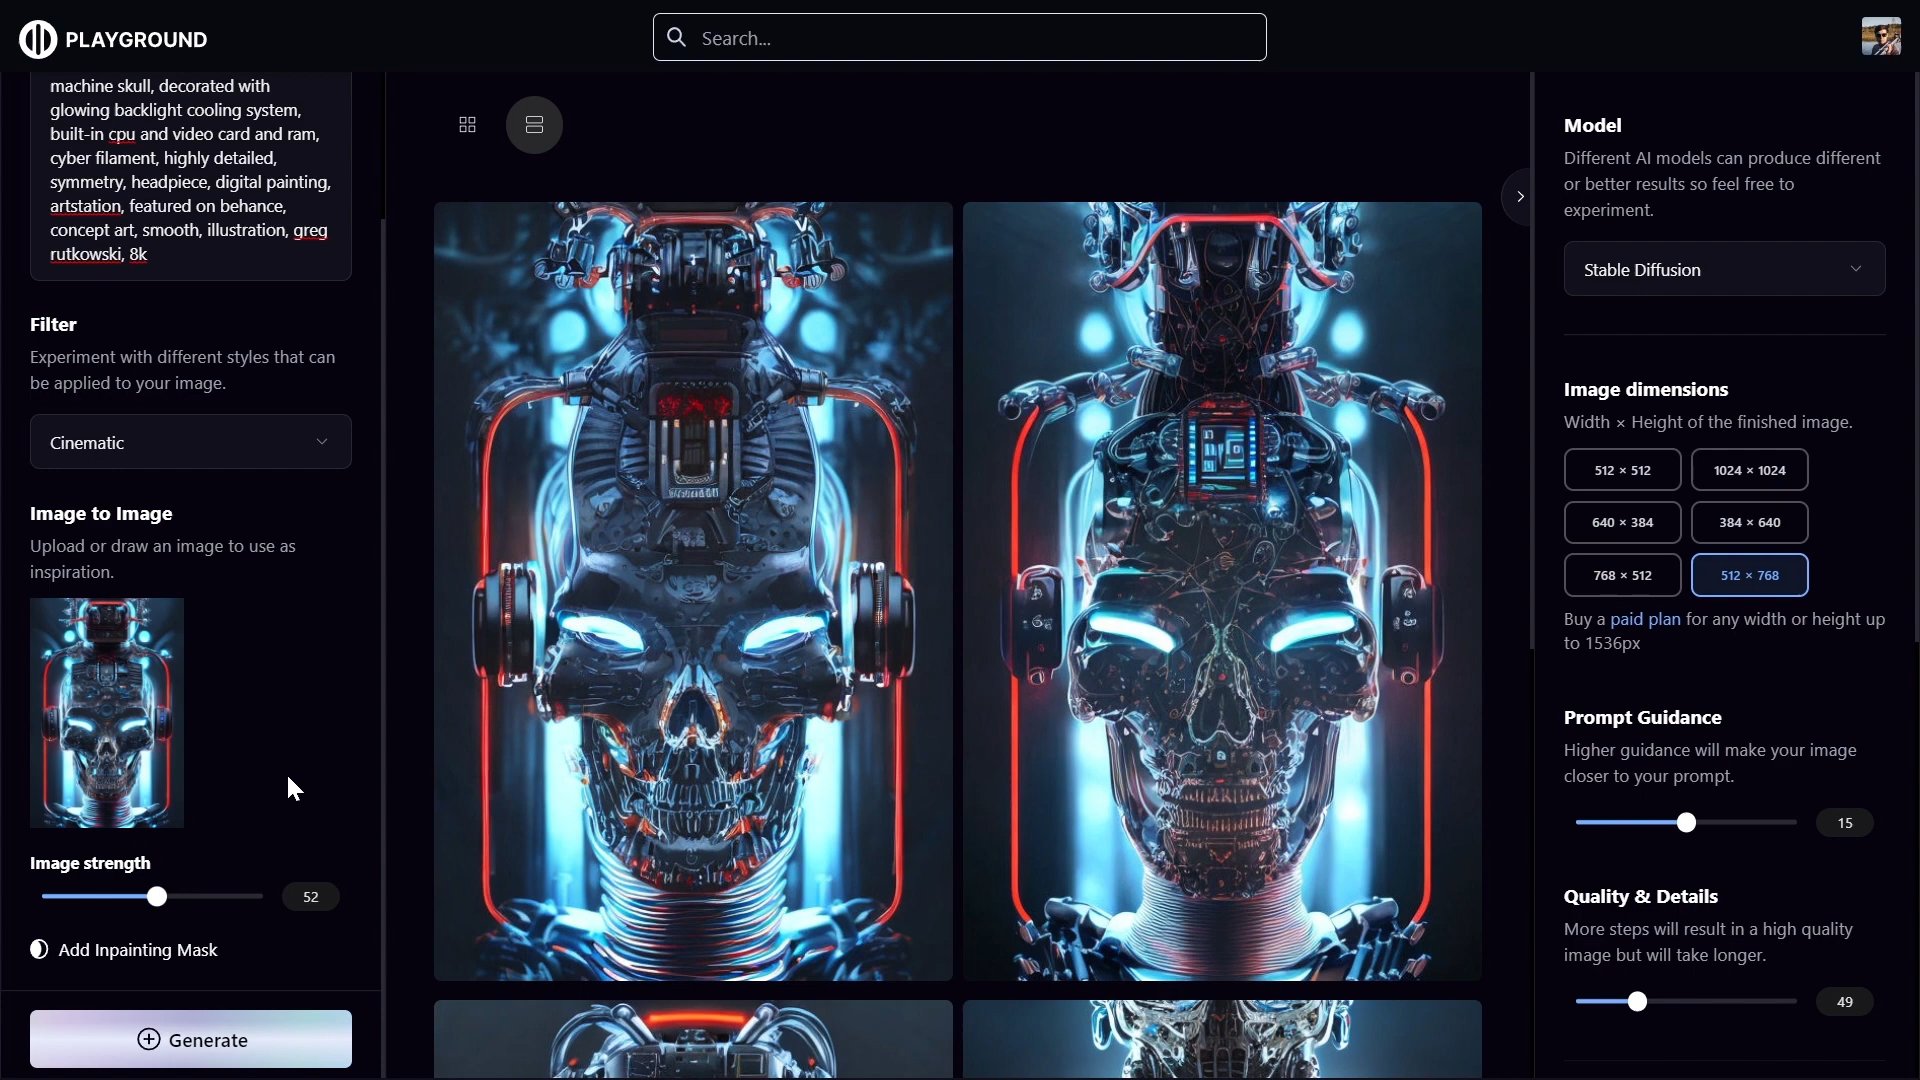 PLAYGROUND
Search...
machine skull, decorated with
glowing backlight cooling system,
built-in cpu and video card and ram,
cyber filament, highly detailed,
symmetry, headpiece, digital painting,
artstation, featured on behance,
concept art, smooth, illustration, greg
rutkowski, 8k
Filter
Experiment with different styles that can
be applied to your image.
Cinematic
Image to Image
Upload or draw an image to use as
inspiration.
Image strength
52
Add Inpainting Mask
Generate
Model
Different AI models can produce different
or better results so feel free to
experiment.
Stable Diffusion
Image dimensions
Width × Height of the finished image.
512 × 512
1024 × 1024
640 × 384
384 × 640
768 × 512
512 × 768
Buy a paid plan for any width or height up
to 1536px
Prompt Guidance
Higher guidance will make your image
closer to your prompt.
15
Quality & Details
More steps will result in a high quality
image but will take longer.
49